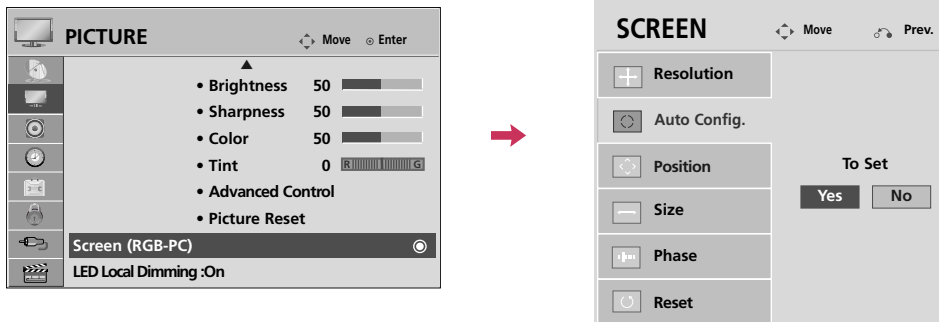 PICTURE
Move Enter
• Brightness 50
• Sharpness 50
• Color 50
• Tint 0 R G
• Advanced Control
• Picture Reset
Screen (RGB-PC)
LED Local Dimming :On
SCREEN
Move Prev.
Resolution
Auto Config.
Position
Size
Phase
Reset
To Set
Yes No